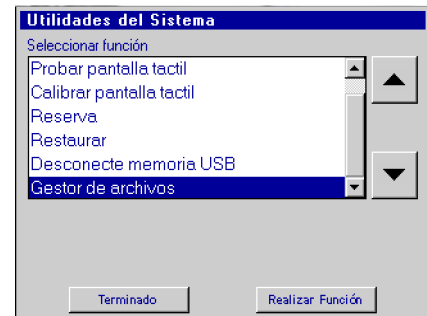 Utilidades del Sistema
Seleccionar función
Probar pantalla tactil
Calibrar pantalla tactil
Reserva
Restaurar
Desconecte memoria USB
Gestor de archivos
Terminado
Realizar Función